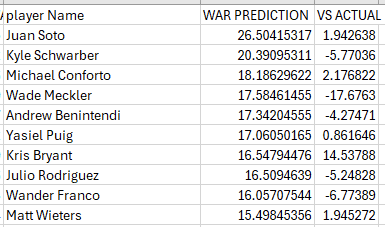 player Name WAR PREDICTION VS ACTUAL
Juan Soto 26.50415317 1.942638
Kyle Schwarber 20.39095311 -5.77036
Michael Conforto 18.18629622 2.176822
Wade Meckler 17.58461455 -17.6763
Andrew Benintendi 17.34204555 -4.27471
Yasiel Puig 17.06050165 0.861646
Kris Bryant 16.54794476 14.53788
Julio Rodriguez 16.5094639 -5.24828
Wander Franco 16.05707544 -6.77389
Matt Wieters 15.49845356 1.945272